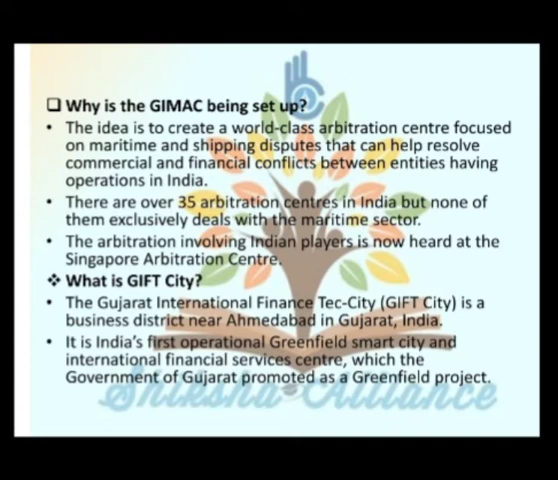 ❑ Why is the GIMAC being set up?
• The idea is to create a world-class arbitration centre focused
on maritime and shipping disputes that can help resolve
commercial and financial conflicts between entities having
operations in India.
• There are over 35 arbitration centres in India but none of
them exclusively deals with the maritime sector.
• The arbitration involving Indian players is now heard at the
Singapore Arbitration Centre.
❖ What is GIFT City?
• The Gujarat International Finance Tec-City (GIFT City) is a
business district near Ahmedabad in Gujarat, India.
• It is India's first operational Greenfield smart city and
international financial services centre, which the
Government of Gujarat promoted as a Greenfield project.
Shiksha Alliance